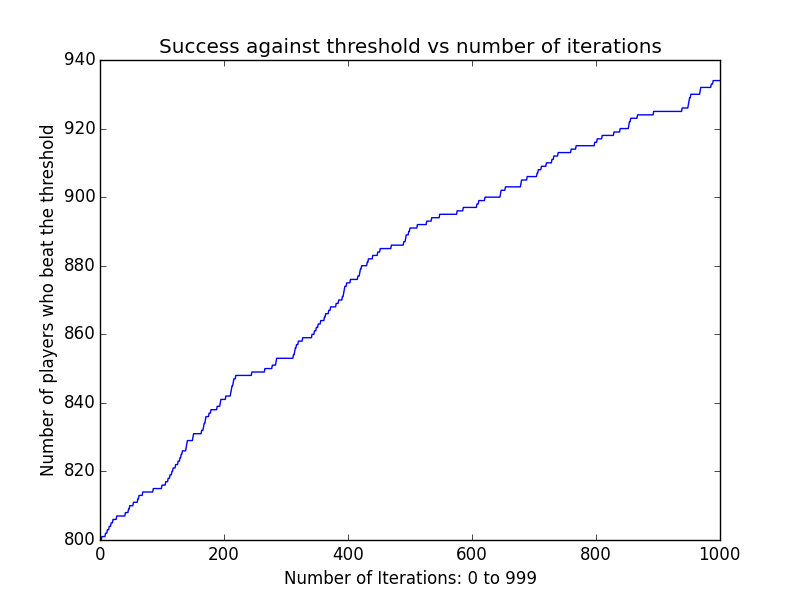 Success against threshold vs number of iterations
940
920
900
880
860
840
820
800
Number of players who beat the threshold
0 200 400 600 800 1000
Number of Iterations: 0 to 999